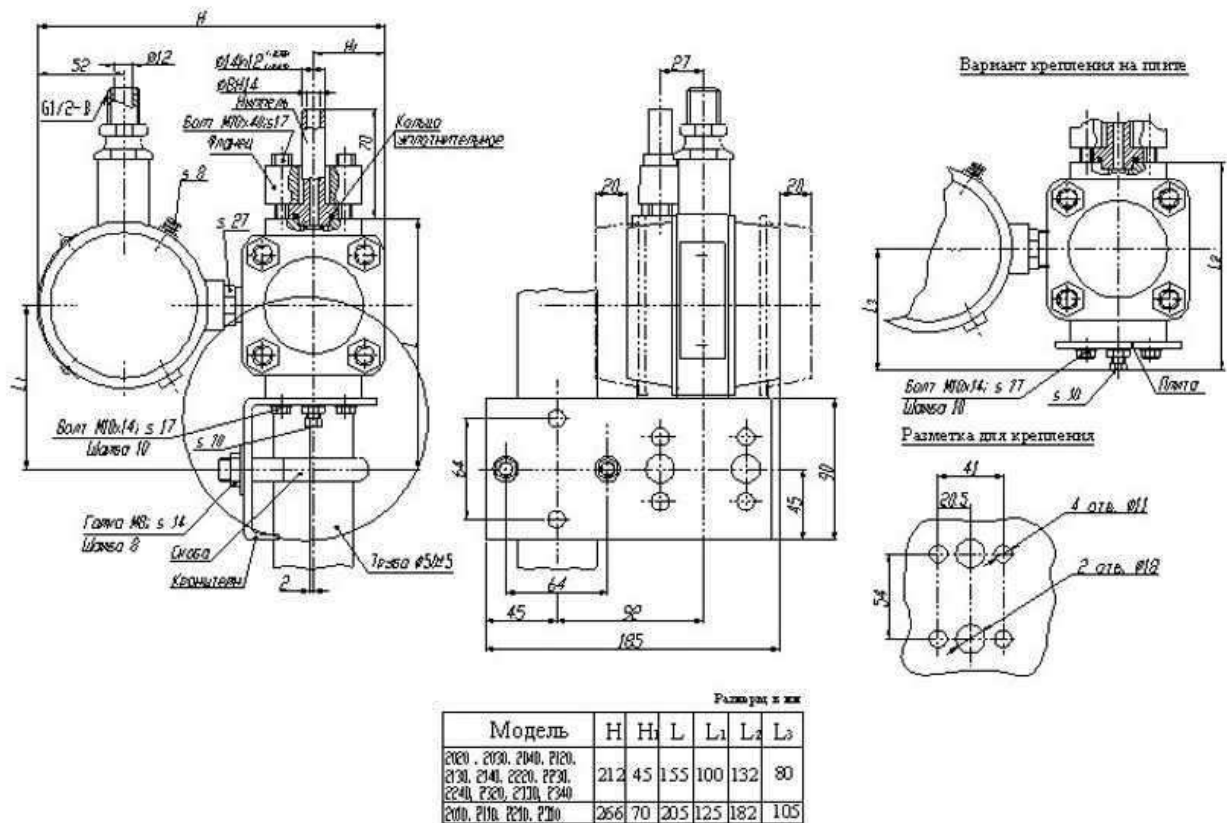 H
H₁
52
Ø12
Ø14h12
ØBH14
Ниппель
G1/2-B
Болт М10х40;s17
Фланец
70
Кольцо
уплотнительное
s 8
s 27
L1
L
Болт М10х14; s 17
Шайба 10
s 10
Гайка М8; s 14
Шайба 8
Скоба
Кронштейн
2
Труба Ø50±5
27
20
20
64
64
45
185
45
90
Вариант крепления на плите
L3
L2
Болт М10х14; s 17
Шайба 10
s 10
Плита
Разметка для крепления
41
20.5
4 отв. Ø11
2 отв. Ø18
54
Размеры в мм
Модель H H₁ L L₁ L₂ L₃
2020 , 2030, 2040, 2120,
2130, 2140, 2220, 2230,
2240, 2320, 2330, 2340
212 45 155 100 132 80
266 70 205 125 182 105